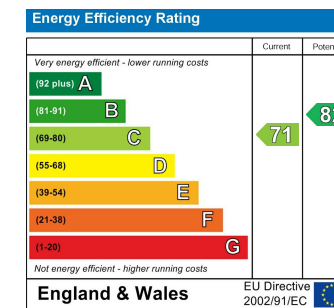 Energy Efficiency Rating
Current
Very energy efficient - lower running costs
(92 plus) A
(81-91) B
(69-80) C
71
(55-68) D
(39-54) E
(21-38) F
(1-20) G
Not energy efficient - higher running costs
England & Wales
EU Directive
2002/91/EC